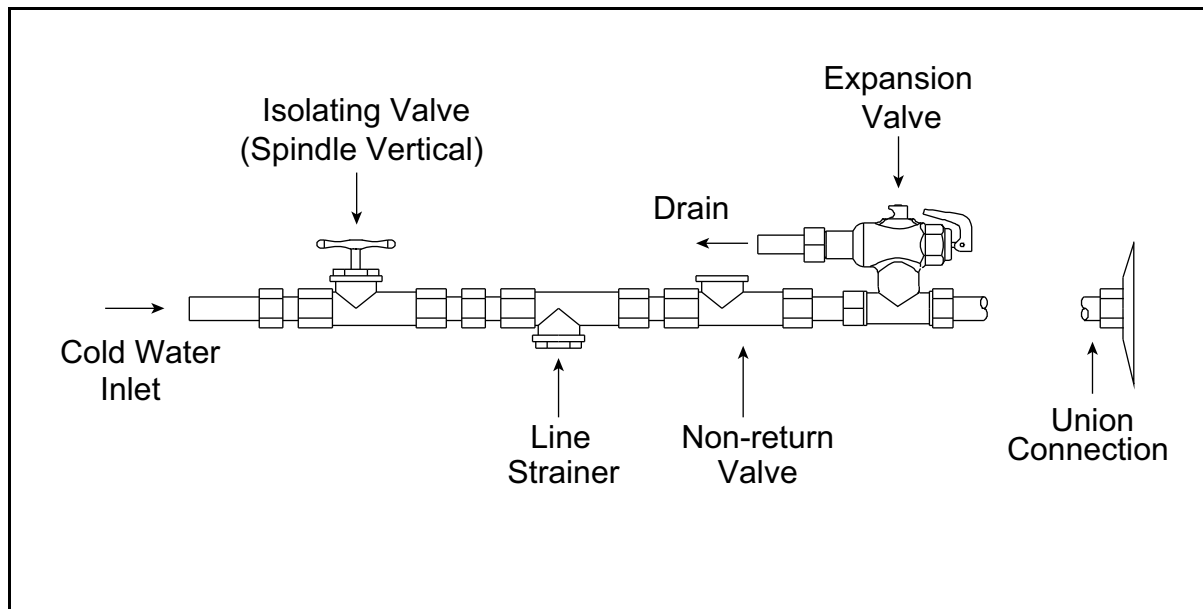 Expansion
Valve
Isolating Valve
(Spindle Vertical)
Drain
Cold Water
Inlet
Line
Strainer
Non-return
Valve
Union
Connection